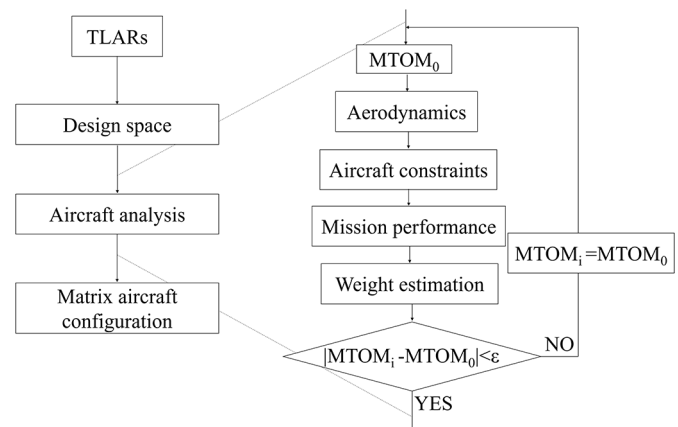 TLARs
Design space
Aircraft analysis
Matrix aircraft
configuration
MTOM₀
Aerodynamics
Aircraft constraints
Mission performance
Weight estimation
|MTOMᵢ-MTOM₀|<ε
NO
YES
MTOMᵢ=MTOM₀